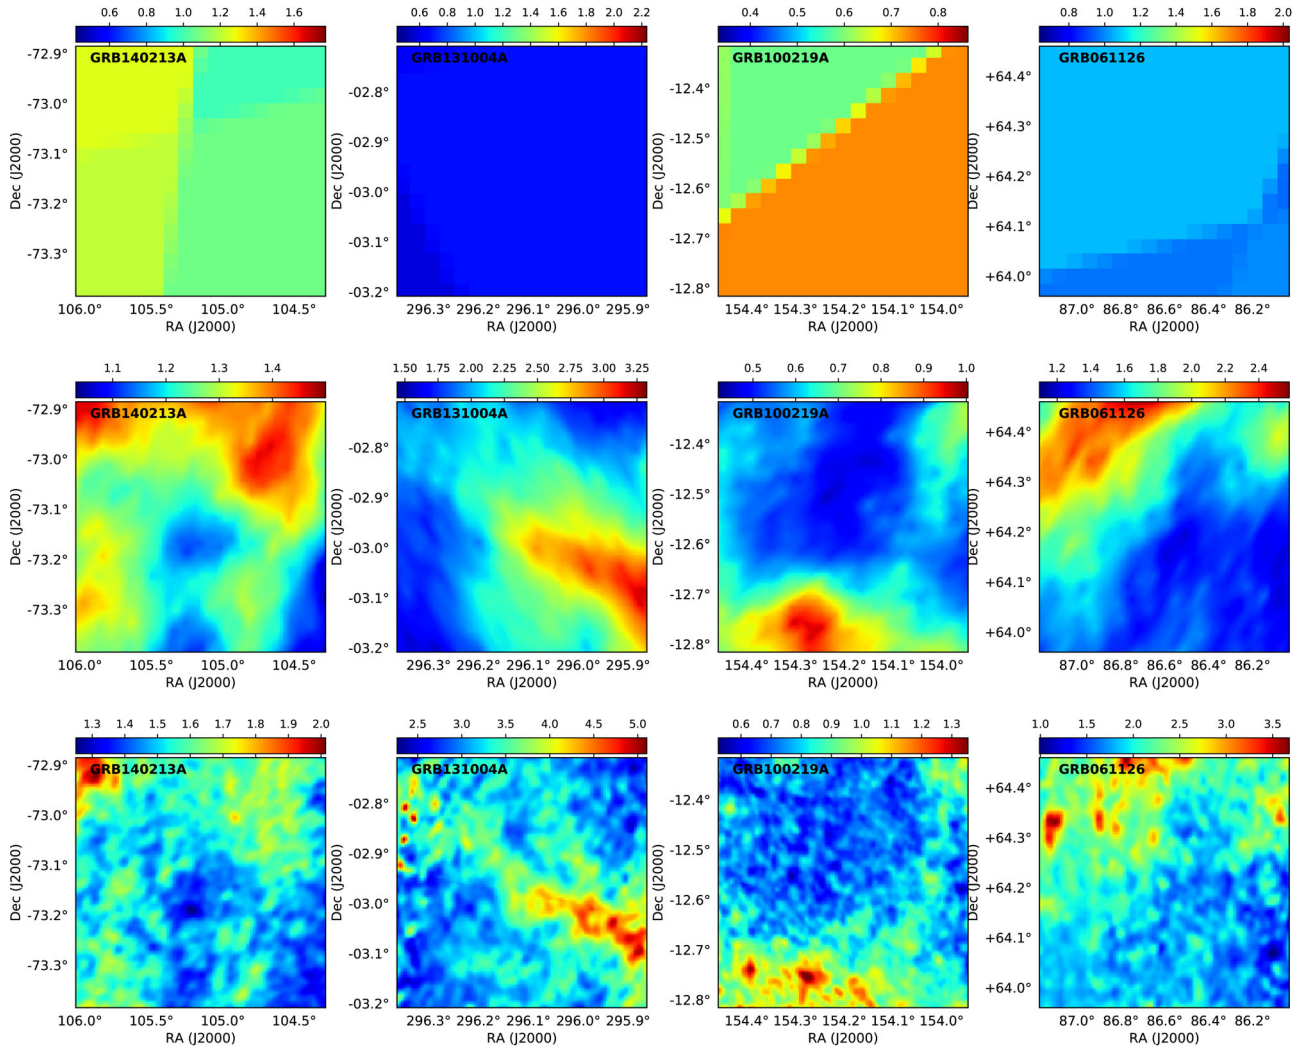 0.6 0.8 1.0 1.2 1.4 1.6
0.6 0.8 1.0 1.2 1.4 1.6 1.8 2.0 2.2
0.4 0.5 0.6 0.7 0.8
0.8 1.0 1.2 1.4 1.6 1.8 2.0
GRB140213A
-72.9°
-73.0°
-73.1°
-73.2°
-73.3°
Dec (J2000)
106.0° 105.5° 105.0° 104.5°
RA (J2000)
GRB131004A
-02.8°
-02.9°
-03.0°
-03.1°
-03.2°
Dec (J2000)
296.3° 296.2° 296.1° 296.0° 295.9°
RA (J2000)
GRB100219A
-12.4°
-12.5°
-12.6°
-12.7°
-12.8°
Dec (J2000)
154.4° 154.3° 154.2° 154.1° 154.0°
RA (J2000)
GRB061126
+64.4°
+64.3°
+64.2°
+64.1°
+64.0°
Dec (J2000)
87.0° 86.8° 86.6° 86.4° 86.2°
RA (J2000)
1.1 1.2 1.3 1.4
1.50 1.75 2.00 2.25 2.50 2.75 3.00 3.25
0.5 0.6 0.7 0.8 0.9 1.0
1.2 1.4 1.6 1.8 2.0 2.2 2.4
GRB140213A
-72.9°
-73.0°
-73.1°
-73.2°
-73.3°
Dec (J2000)
106.0° 105.5° 105.0° 104.5°
RA (J2000)
GRB131004A
-02.8°
-02.9°
-03.0°
-03.1°
-03.2°
Dec (J2000)
296.3° 296.2° 296.1° 296.0° 295.9°
RA (J2000)
GRB100219A
-12.4°
-12.5°
-12.6°
-12.7°
-12.8°
Dec (J2000)
154.4° 154.3° 154.2° 154.1° 154.0°
RA (J2000)
GRB061126
+64.4°
+64.3°
+64.2°
+64.1°
+64.0°
Dec (J2000)
87.0° 86.8° 86.6° 86.4° 86.2°
RA (J2000)
1.3 1.4 1.5 1.6 1.7 1.8 1.9 2.0
2.5 3.0 3.5 4.0 4.5 5.0
0.6 0.7 0.8 0.9 1.0 1.1 1.2 1.3
1.0 1.5 2.0 2.5 3.0 3.5
GRB140213A
-72.9°
-73.0°
-73.1°
-73.2°
-73.3°
Dec (J2000)
106.0° 105.5° 105.0° 104.5°
RA (J2000)
GRB131004A
-02.8°
-02.9°
-03.0°
-03.1°
-03.2°
Dec (J2000)
296.3° 296.2° 296.1° 296.0° 295.9°
RA (J2000)
GRB100219A
-12.4°
-12.5°
-12.6°
-12.7°
-12.8°
Dec (J2000)
154.4° 154.3° 154.2° 154.1° 154.0°
RA (J2000)
GRB061126
+64.4°
+64.3°
+64.2°
+64.1°
+64.0°
Dec (J2000)
87.0° 86.8° 86.6° 86.4° 86.2°
RA (J2000)